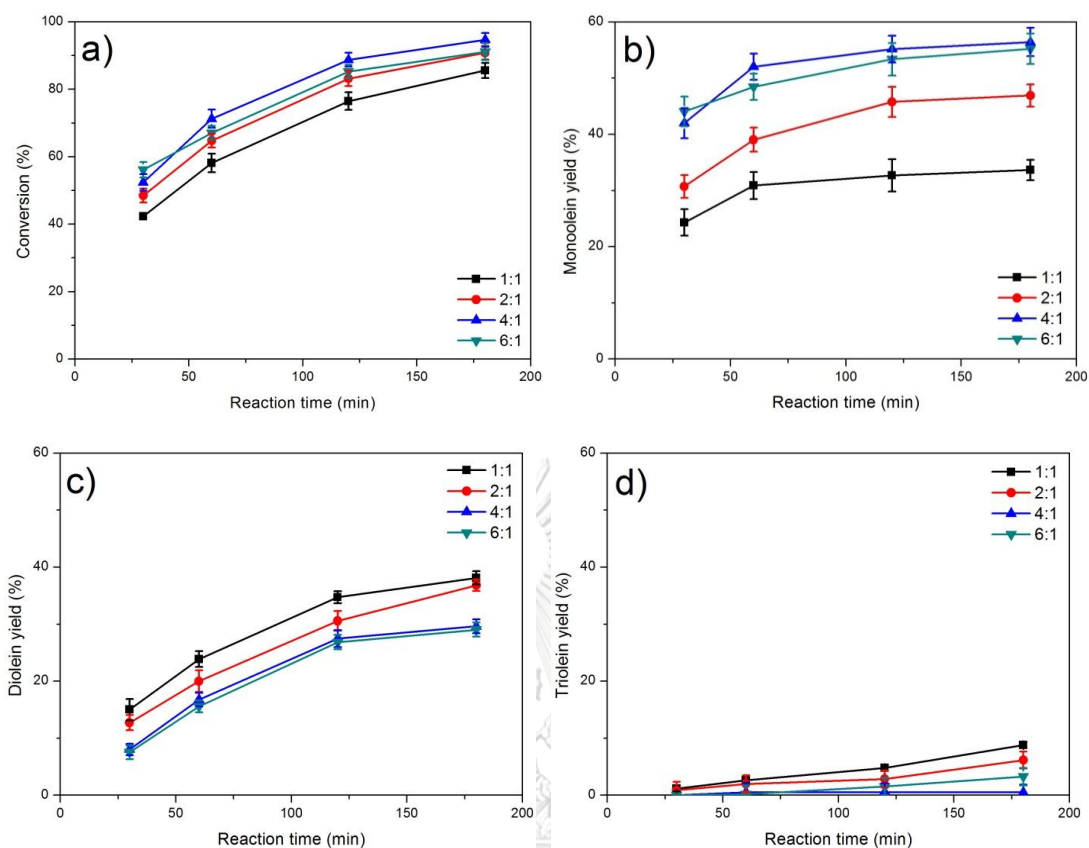 a)
100
80
60
40
20
0
Conversion (%)
0 50 100 150 200
Reaction time (min)
1:1
2:1
4:1
6:1
b)
60
40
20
0
Monoolein yield (%)
0 50 100 150 200
Reaction time (min)
1:1
2:1
4:1
6:1
c)
60
40
20
0
Diolein yield (%)
0 50 100 150 200
Reaction time (min)
1:1
2:1
4:1
6:1
d)
60
40
20
0
Triolein yield (%)
0 50 100 150 200
Reaction time (min)
1:1
2:1
4:1
6:1